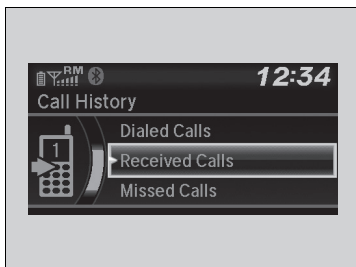 RM
12:34
Call History
1
Dialed Calls
Received Calls
Missed Calls